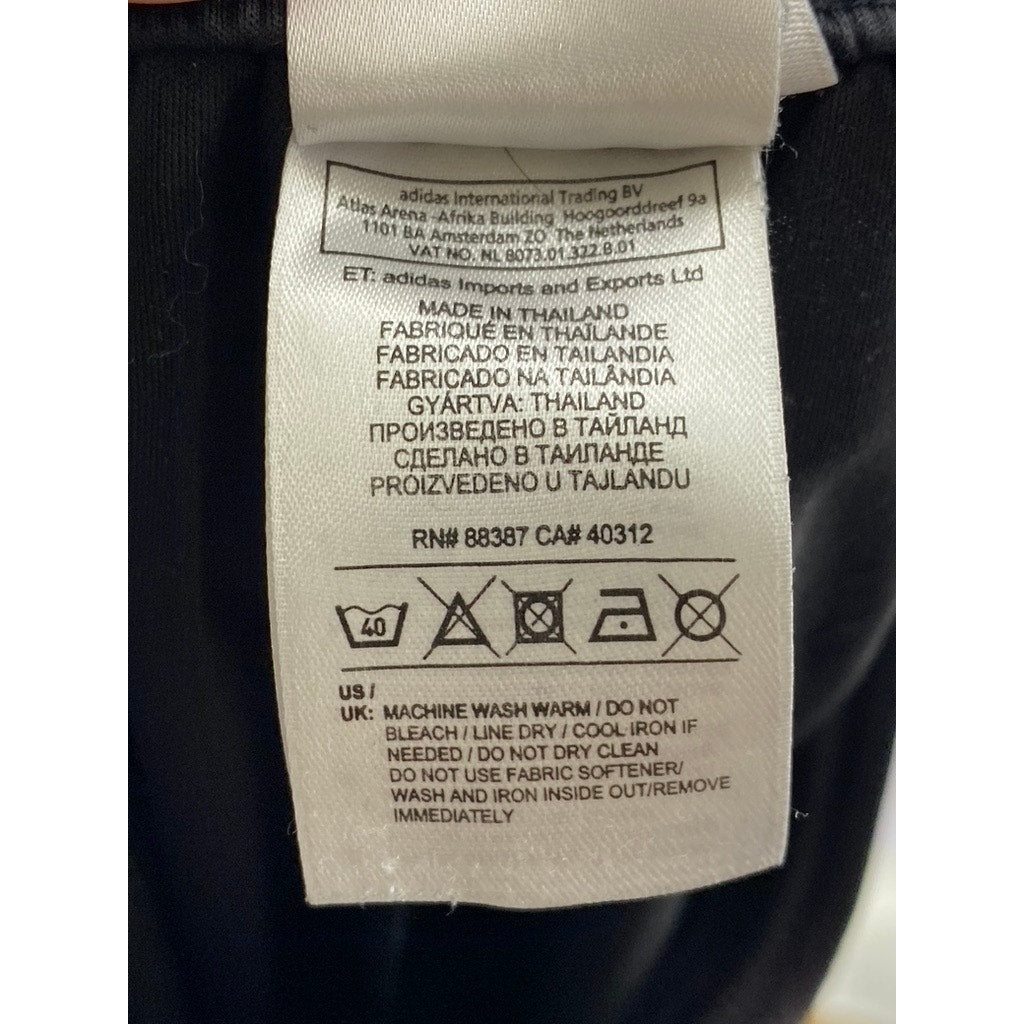 adidas International Trading BV
Atlas Arena -Afrika Building Hoogoorddreef 9a
1101 BA Amsterdam ZO The Netherlands
VAT NO. NL 8073.01.322.B.01
ET: adidas Imports and Exports Ltd
MADE IN THAILAND
FABRIQUÉ EN THAÏLANDE
FABRICADO EN TAILANDIA
FABRICADO NA TAILÂNDIA
GYÁRTVA: THAILAND
ПРОИЗВЕДЕНО В ТАЙЛАНД
СДЕЛАНО В ТАИЛАНДЕ
PROIZVEDENO U TAJLANDU
RN# 88387 CA# 40312
40
US /
UK: MACHINE WASH WARM / DO NOT
BLEACH / LINE DRY / COOL IRON IF
NEEDED / DO NOT DRY CLEAN
DO NOT USE FABRIC SOFTENER/
WASH AND IRON INSIDE OUT/REMOVE
IMMEDIATELY